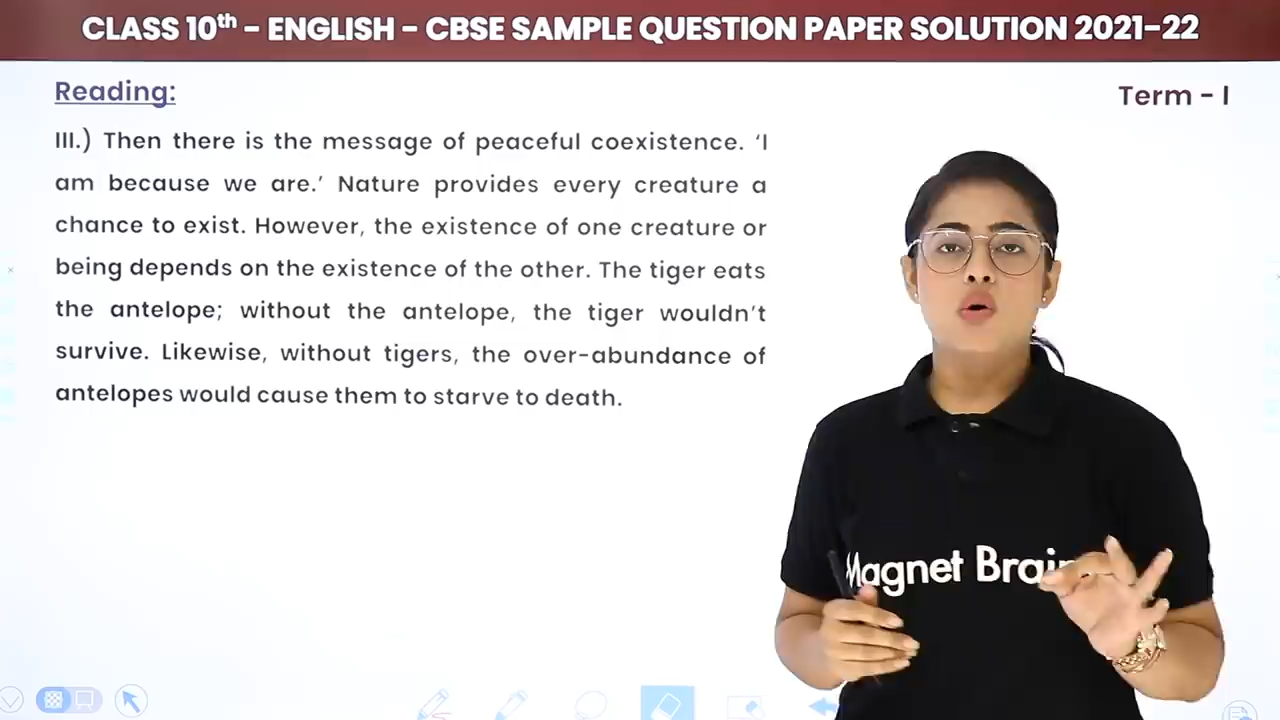 CLASS 10th - ENGLISH - CBSE SAMPLE QUESTION PAPER SOLUTION 2021-22
Reading:
Term - I
III.) Then there is the message of peaceful coexistence. ‘I
am because we are.’ Nature provides every creature a
chance to exist. However, the existence of one creature or
being depends on the existence of the other. The tiger eats
the antelope; without the antelope, the tiger wouldn’t
survive. Likewise, without tigers, the over-abundance of
antelopes would cause them to starve to death.
Magnet Brain